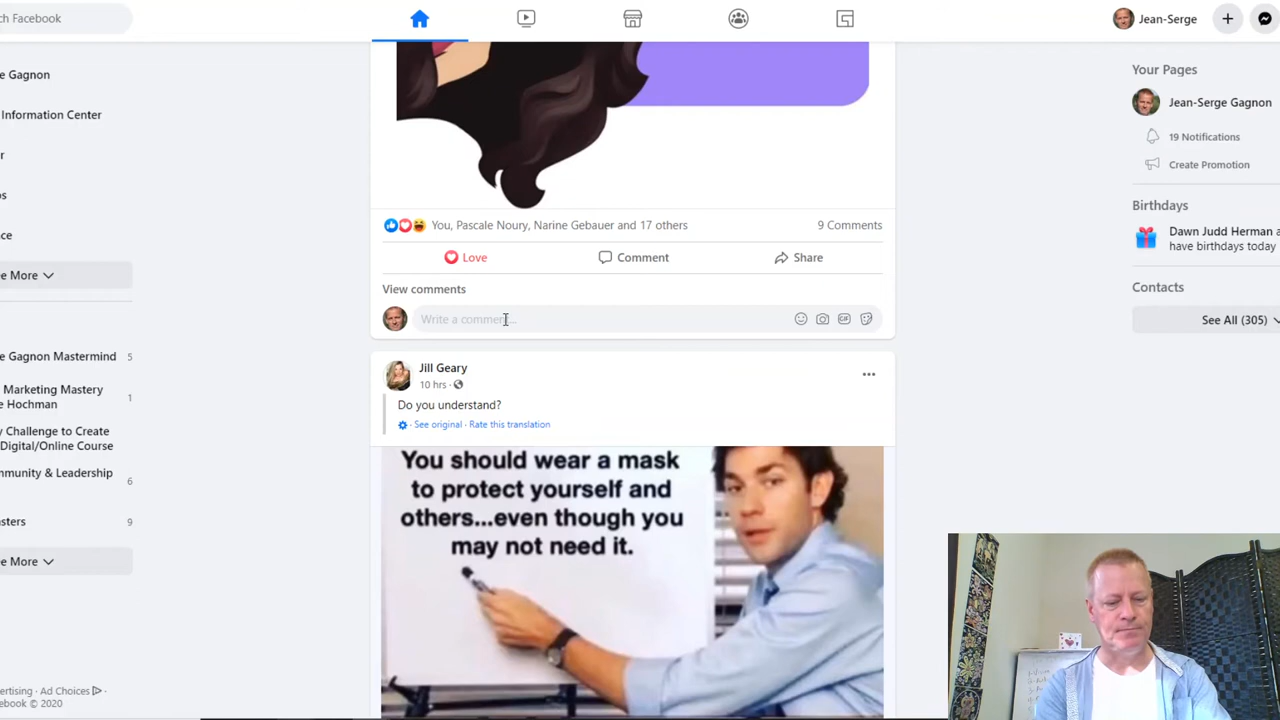 ch Facebook
Jean-Serge
e Gagnon
Information Center
r
os
ce
ee More
e Gagnon Mastermind 5
Marketing Mastery
e Hochman 1
y Challenge to Create
Digital/Online Course
mmunity & Leadership 6
sters 9
ee More
ertising · Ad Choices ·
ebook © 2020
You, Pascale Noury, Narine Gebauer and 17 others 9 Comments
Love Comment Share
View comments
Write a comment...
GIF
Jill Geary
10 hrs ·
Do you understand?
· See original · Rate this translation
You should wear a mask
to protect yourself and
others...even though you
may not need it.
Your Pages
Jean-Serge Gagnon
19 Notifications
Create Promotion
Birthdays
Dawn Judd Herman a
have birthdays today
Contacts
See All (305)